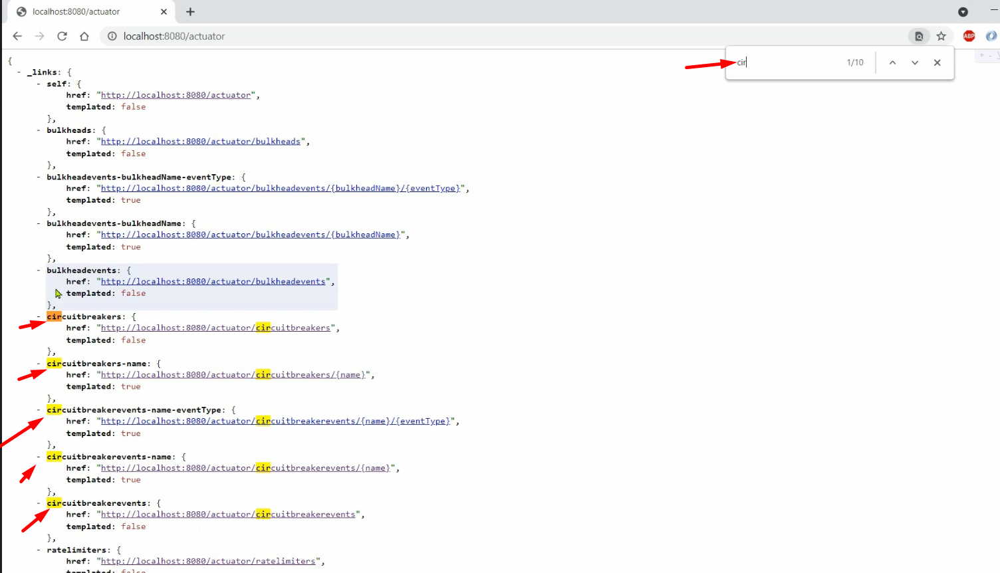 localhost:8080/actuator
localhost:8080/actuator
ABP
cir 1/10
+ -
{
- _links: {
- self: {
href: "http://localhost:8080/actuator",
templated: false
},
- bulkheads: {
href: "http://localhost:8080/actuator/bulkheads",
templated: false
},
- bulkheadevents-bulkheadName-eventType: {
href: "http://localhost:8080/actuator/bulkheadevents/{bulkheadName}/{eventType}",
templated: true
},
- bulkheadevents-bulkheadName: {
href: "http://localhost:8080/actuator/bulkheadevents/{bulkheadName}",
templated: true
},
- bulkheadevents: {
href: "http://localhost:8080/actuator/bulkheadevents",
templated: false
},
- circuitbreakers: {
href: "http://localhost:8080/actuator/circuitbreakers",
templated: false
},
- circuitbreakers-name: {
href: "http://localhost:8080/actuator/circuitbreakers/{name}",
templated: true
},
- circuitbreakerevents-name-eventType: {
href: "http://localhost:8080/actuator/circuitbreakerevents/{name}/{eventType}",
templated: true
},
- circuitbreakerevents-name: {
href: "http://localhost:8080/actuator/circuitbreakerevents/{name}",
templated: true
},
- circuitbreakerevents: {
href: "http://localhost:8080/actuator/circuitbreakerevents",
templated: false
},
- ratelimiters: {
href: "http://localhost:8080/actuator/ratelimiters",
templated: false